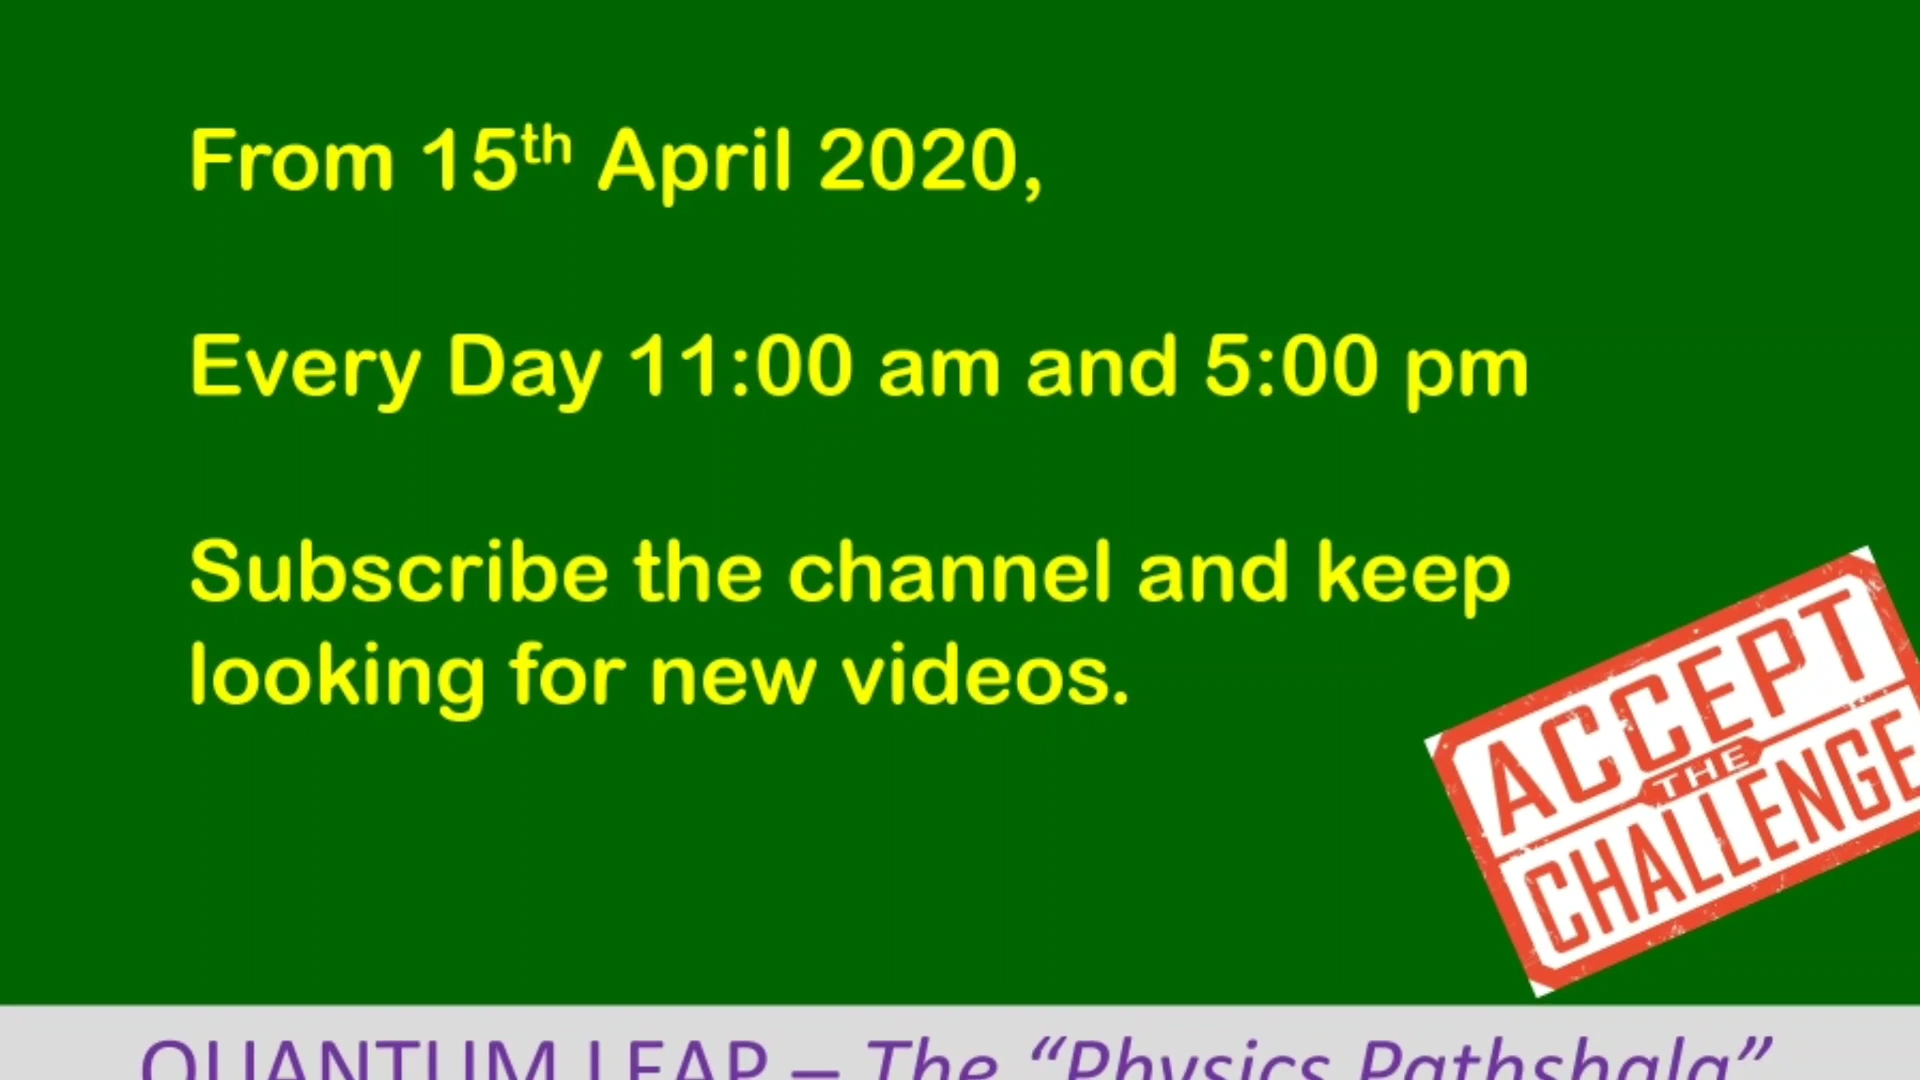 From 15th April 2020,
Every Day 11:00 am and 5:00 pm
Subscribe the channel and keep
looking for new videos.
ACCEPT
THE
CHALLENGE
QUANTUM LEAP – The “Physics Pathshala”